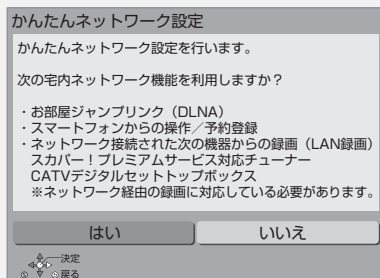 かんたんネットワーク設定
かんたんネットワーク設定を行います。
次の宅内ネットワーク機能を利用しますか？
・お部屋ジャンプリンク（DLNA）
・スマートフォンからの操作／予約登録
・ネットワーク接続された次の機器からの録画（LAN録画）
スカパー！プレミアムサービス対応チューナー
CATVデジタルセットトップボックス
※ネットワーク経由の録画に対応している必要があります。
はい いいえ
決定
戻る